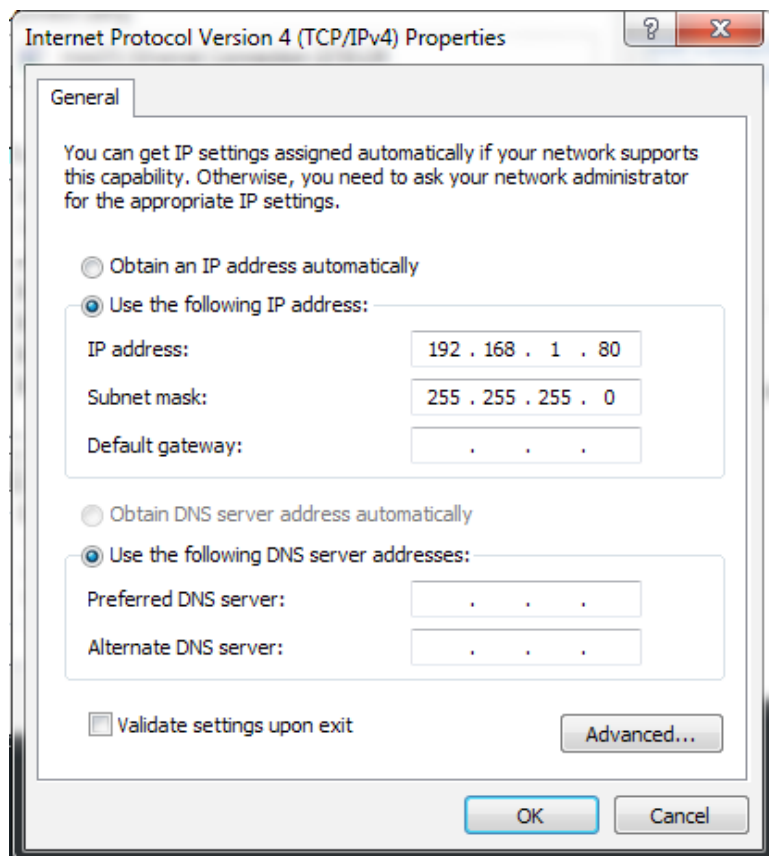 Internet Protocol Version 4 (TCP/IPv4) Properties
General
You can get IP settings assigned automatically if your network supports
this capability. Otherwise, you need to ask your network administrator
for the appropriate IP settings.
Obtain an IP address automatically
Use the following IP address:
IP address: 192 . 168 . 1 . 80
Subnet mask: 255 . 255 . 255 . 0
Default gateway: . . .
Obtain DNS server address automatically
Use the following DNS server addresses:
Preferred DNS server: . . .
Alternate DNS server: . . .
Validate settings upon exit
Advanced...
OK Cancel